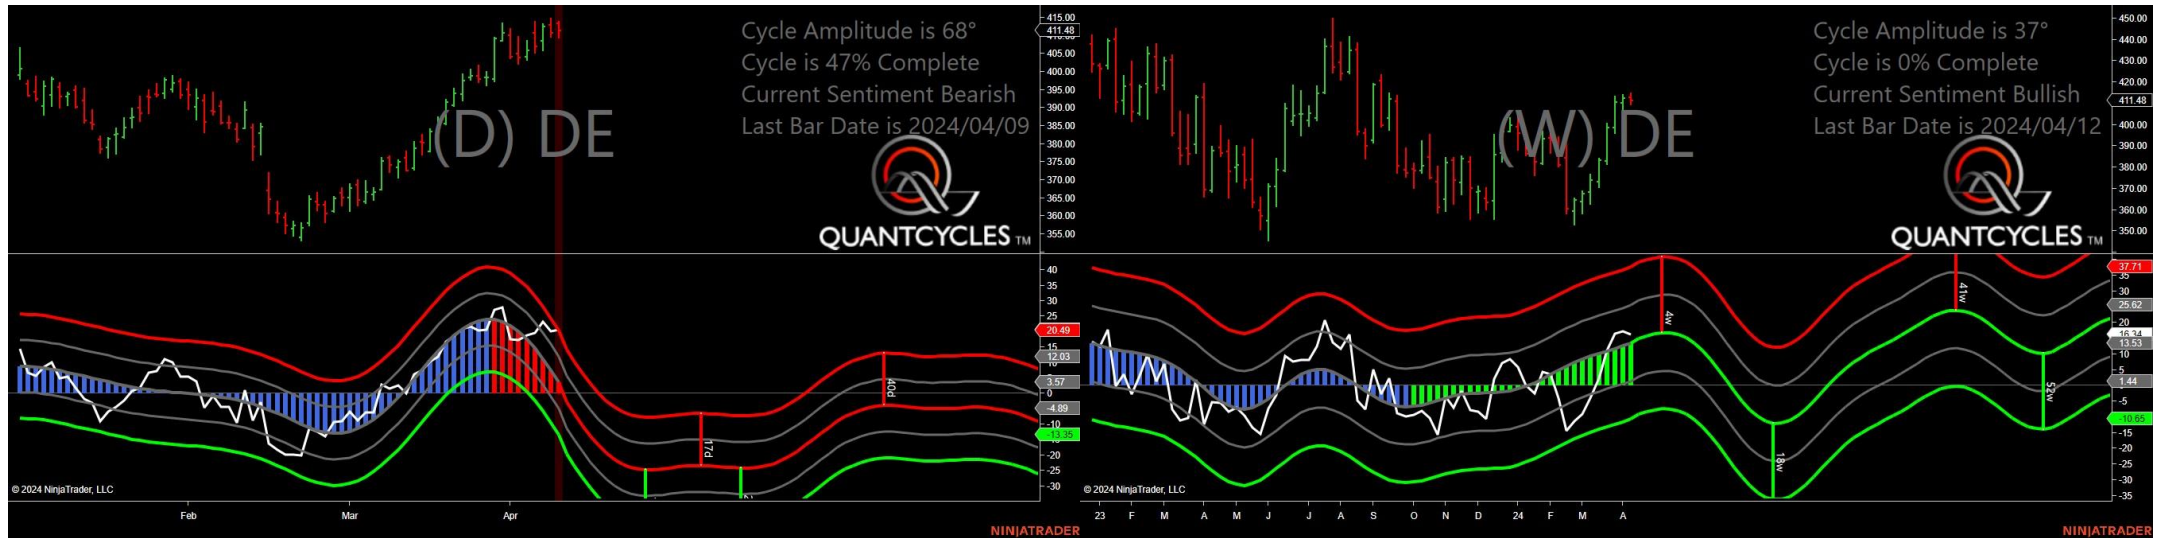 Cycle Amplitude is 68°
Cycle is 47% Complete
Current Sentiment Bearish
Last Bar Date is 2024/04/09
(D) DE
QUANTCYCLES TM
415.00
411.48
405.00
400.00
395.00
390.00
385.00
380.00
375.00
370.00
365.00
360.00
355.00
40
35
30
25
20.49
15
12.03
3.57
0
-4.89
-10
-13.35
-20
-25
-30
17d
40d
© 2024 NinjaTrader, LLC
Feb
Mar
Apr
NINJATRADER
Cycle Amplitude is 37°
Cycle is 0% Complete
Current Sentiment Bullish
Last Bar Date is 2024/04/12
(W) DE
QUANTCYCLES TM
450.00
440.00
430.00
420.00
411.48
400.00
390.00
380.00
370.00
360.00
350.00
37.71
35
30
25.62
20
16.34
13.53
10
5
1.44
-5
-10.65
-15
-20
-25
-30
-35
4w
18w
41w
52w
© 2024 NinjaTrader, LLC
23
F
M
A
M
J
J
A
S
O
N
D
24
F
M
A
NINJATRADER